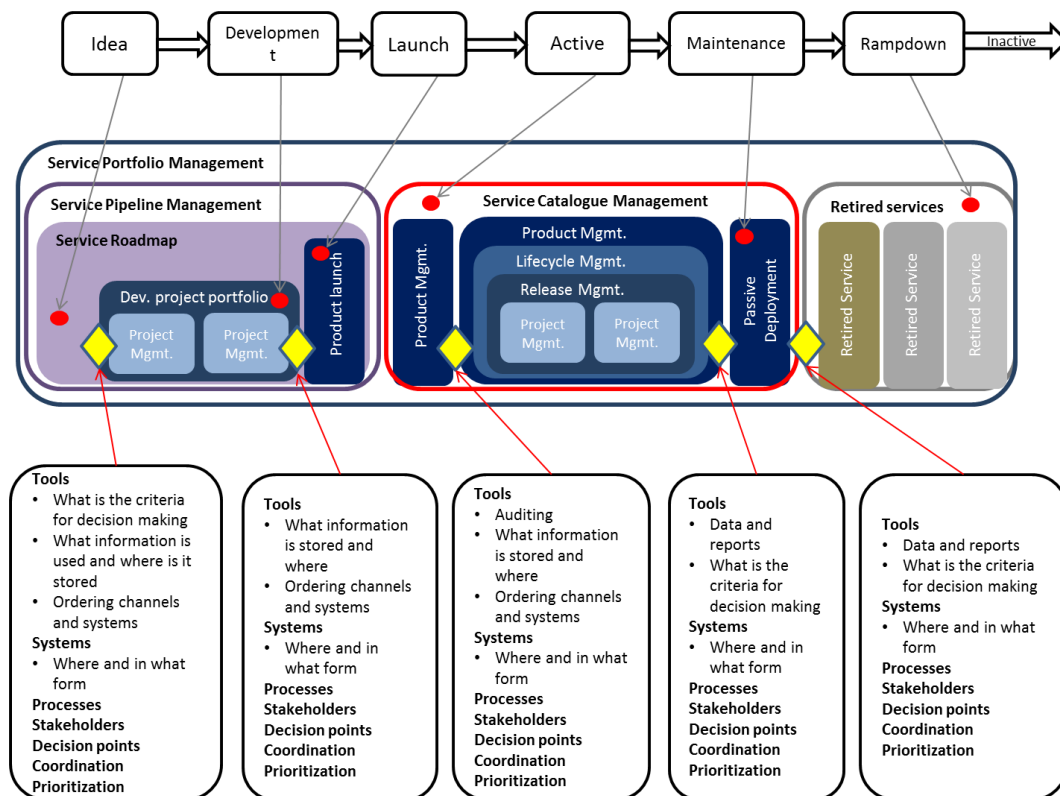 Idea
Developmen
t
Launch
Active
Maintenance
Rampdown
Inactive
Service Portfolio Management
Service Pipeline Management
Service Roadmap
Dev. project portfolio
Project
Mgmt.
Project
Mgmt.
Product launch
Service Catalogue Management
Product Mgmt.
Product Mgmt.
Lifecycle Mgmt.
Release Mgmt.
Project
Mgmt.
Project
Mgmt.
Passive
Deployment
Retired services
Retired Service
Retired Service
Retired Service
Tools
• What is the criteria
for decision making
• What information is
used and where is it
stored
• Ordering channels
and systems
Systems
• Where and in what
form
Processes
Stakeholders
Decision points
Coordination
Prioritization
Tools
• What information
is stored and
where
• Ordering channels
and systems
Systems
• Where and in
what form
Processes
Stakeholders
Decision points
Coordination
Prioritization
Tools
• Auditing
• What information
is stored and
where
• Ordering channels
and systems
Systems
• Where and in what
form
Processes
Stakeholders
Decision points
Coordination
Prioritization
Tools
• Data and
reports
• What is the
criteria for
decision making
Systems
• Where and in
what form
Processes
Stakeholders
Decision points
Coordination
Prioritization
Tools
• Data and reports
• What is the criteria
for decision making
Systems
• Where and in what
form
Processes
Stakeholders
Decision points
Coordination
Prioritization